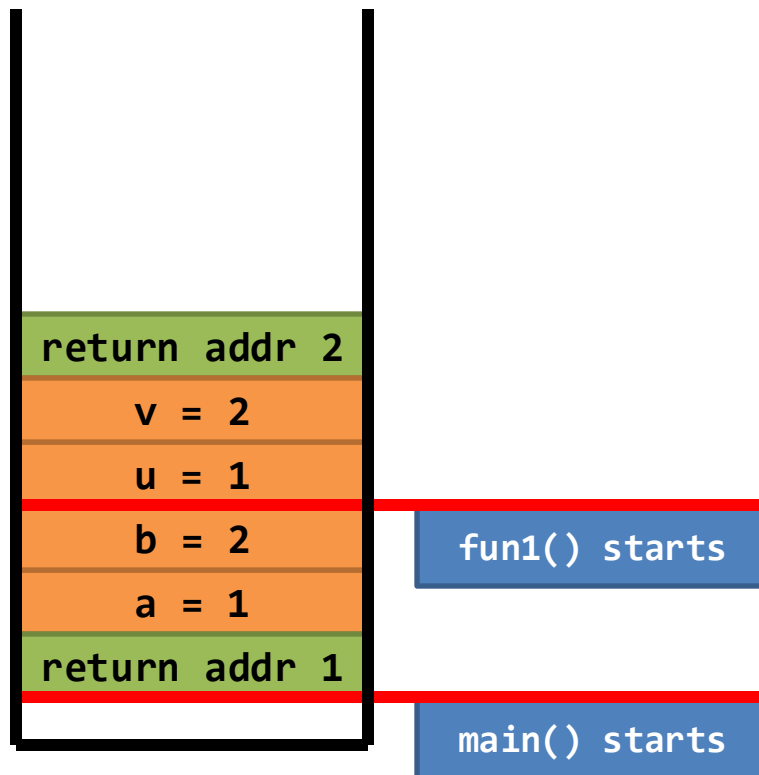 return addr 2
v = 2
u = 1
b = 2
fun1() starts
a = 1
return addr 1
main() starts